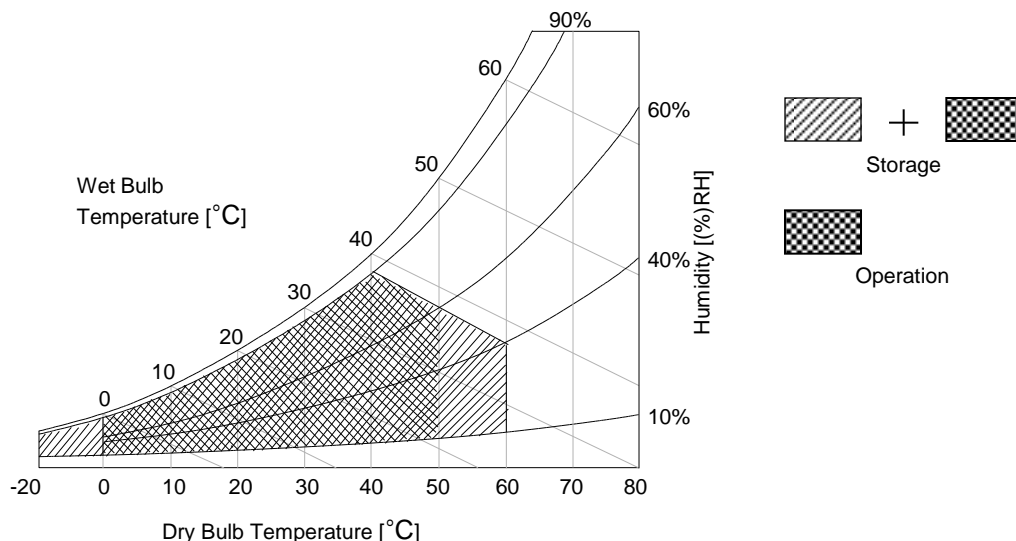 90%
60
60%
50
Wet Bulb
Temperature [°C]
40
40%
30
20
10
0
10%
Humidity [(%)RH]
-20 0 10 20 30 40 50 60 70 80
Dry Bulb Temperature [°C]
+
Storage
Operation